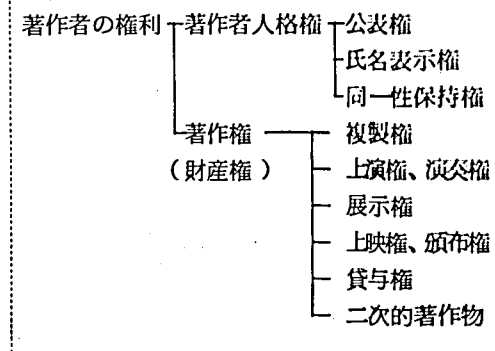 著作者の権利 著作者人格権 公表権
氏名表示権
同一性保持権
著作権 複製権
(財産権) 上演権、演奏権
展示権
上映権、頒布権
貸与権
二次的著作物